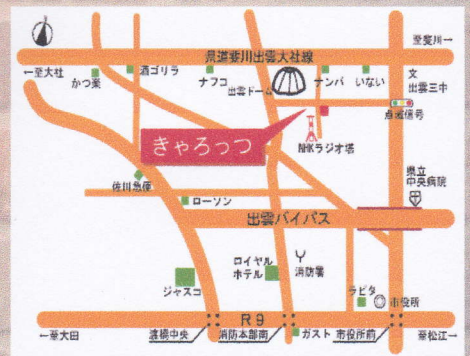 至斐川→
県道斐川出雲大社線
←至大社
かつ楽
酒ゴリラ
ナフコ
出雲ドーム
ナンバ
いない
文
出雲三中
点滅信号
きゃろっつ
NHKラジオ塔
佐川急便
ローソン
県立
中央病院
出雲バイパス
ロイヤル
ホテル
消防署
ジャスコ
ラピタ
市役所
R9
←至大田
渡橋中央
消防本部南
ガスト
市役所前
至松江→